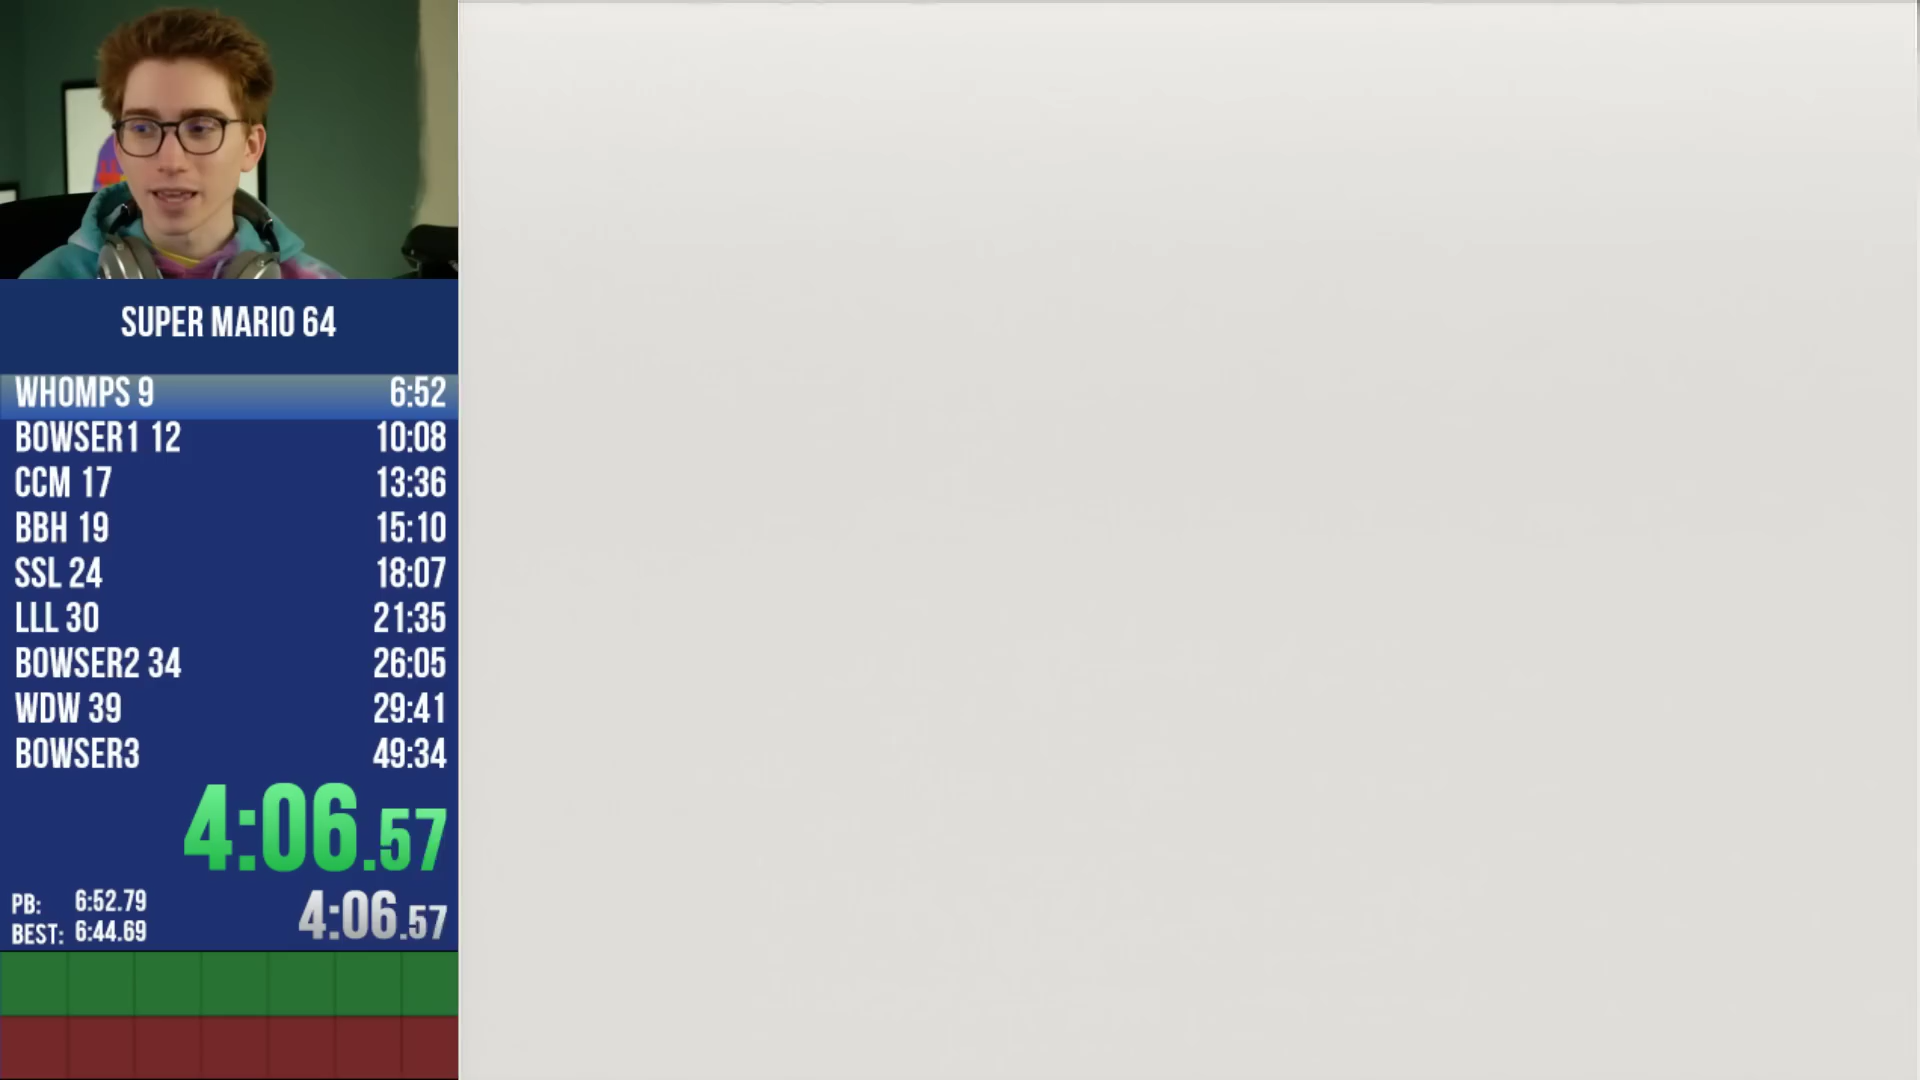 SUPER MARIO 64
WHOMPS 9 6:52
BOWSER1 12 10:08
CCM 17 13:36
BBH 19 15:10
SSL 24 18:07
LLL 30 21:35
BOWSER2 34 26:05
WDW 39 29:41
BOWSER3 49:34
4:06.57
PB: 6:52.79
BEST: 6:44.69
4:06.57